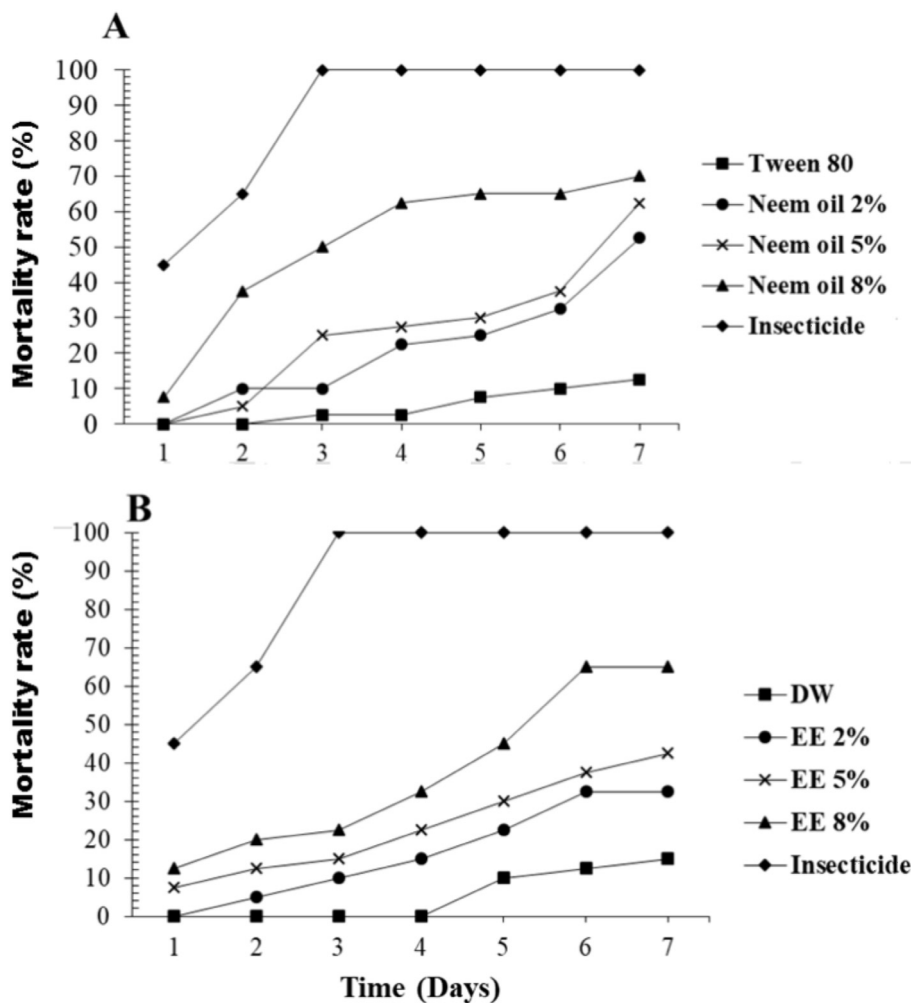 A
Mortality rate (%)
100
90
80
70
60
50
40
30
20
10
0
1 2 3 4 5 6 7
Tween 80
Neem oil 2%
Neem oil 5%
Neem oil 8%
Insecticide
B
Mortality rate (%)
100
90
80
70
60
50
40
30
20
10
0
1 2 3 4 5 6 7
Time (Days)
DW
EE 2%
EE 5%
EE 8%
Insecticide